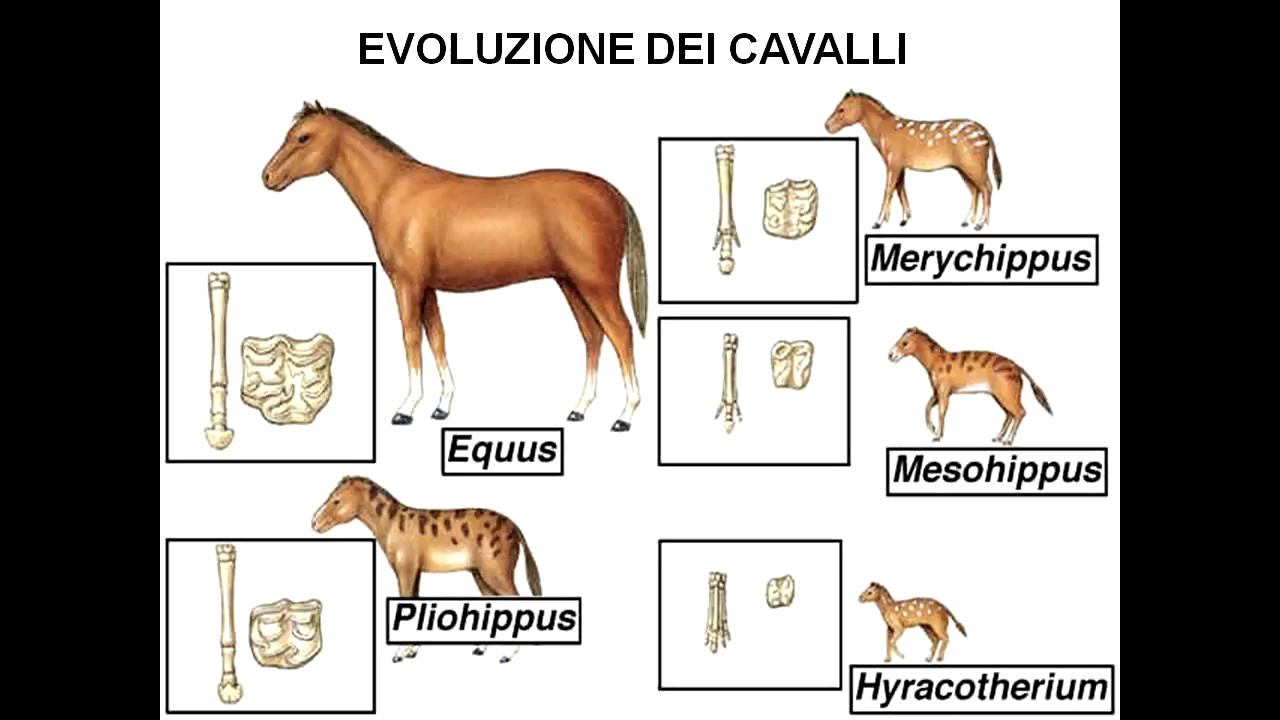 EVOLUZIONE DEI CAVALLI
Merychippus
Equus
Mesohippus
Pliohippus
Hyracotherium